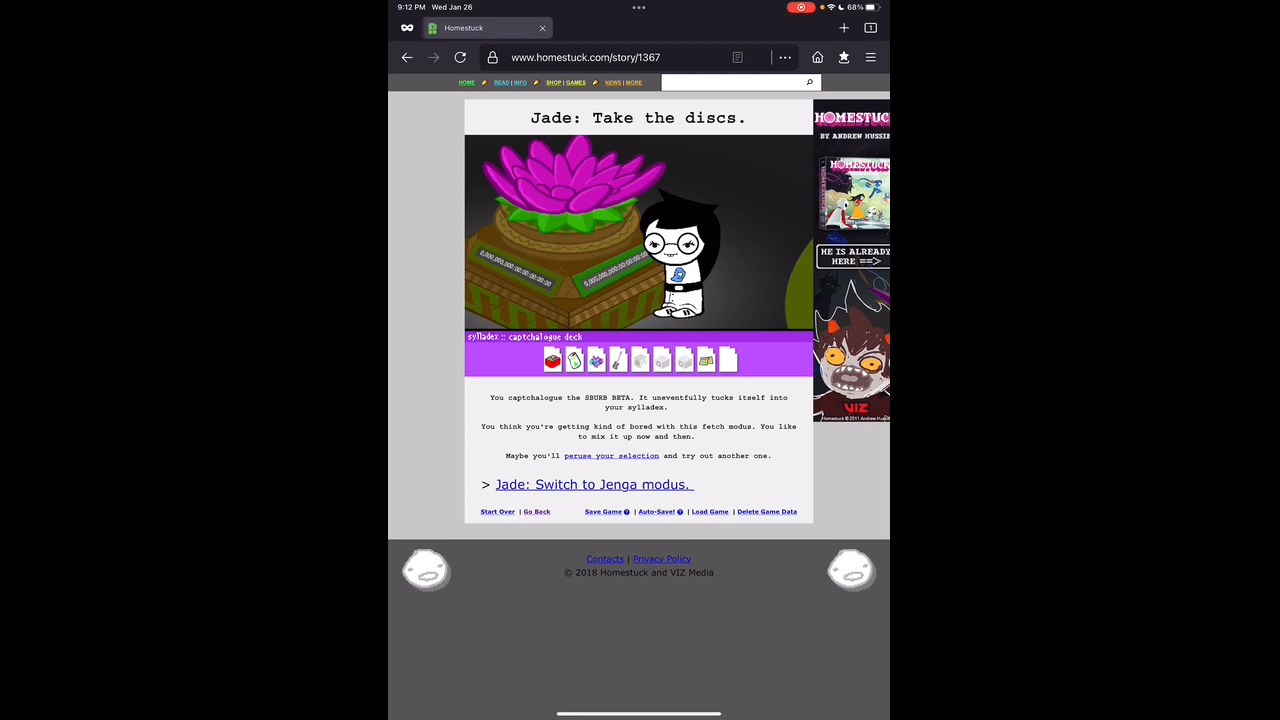 9:12 PM Wed Jan 26
68%
Homestuck
1
www.homestuck.com/story/1367
HOME READ | INFO SHOP | GAMES NEWS | MORE
Jade: Take the discs.
HOMESTUC
BY ANDREW HUSSIE
HOMESTUCK
HE IS ALREADY
HERE ==>
VIZ
sylladex :: captchalogue deck
You captchalogue the SBURB BETA. It uneventfully tucks itself into
your sylladex.
You think you're getting kind of bored with this fetch modus. You like
to mix it up now and then.
Maybe you'll peruse your selection and try out another one.
> Jade: Switch to Jenga modus.
Start Over | Go Back Save Game ? | Auto-Save! ? | Load Game | Delete Game Data
Contacts | Privacy Policy
© 2018 Homestuck and VIZ Media